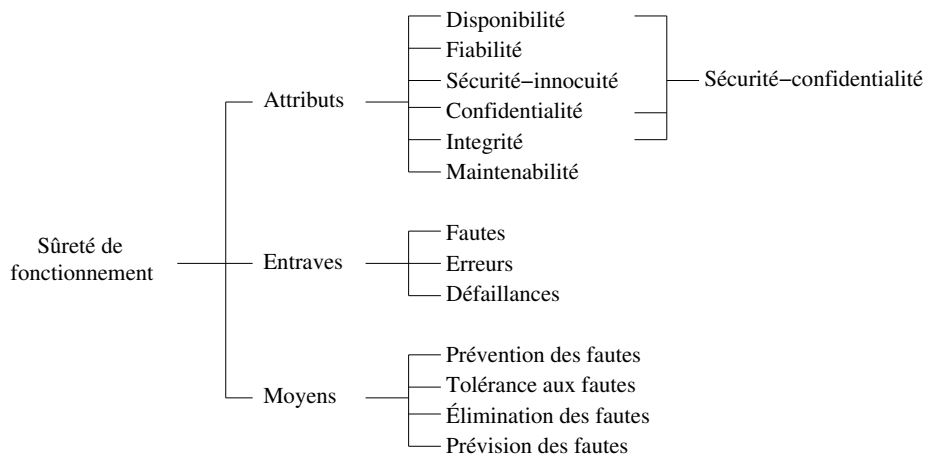 Disponibilité
Fiabilité
Sécurité−innocuité
Confidentialité
Integrité
Maintenabilité
Sécurité−confidentialité
Attributs
Sûreté de
fonctionnement
Entraves
Fautes
Erreurs
Défaillances
Moyens
Prévention des fautes
Tolérance aux fautes
Élimination des fautes
Prévision des fautes